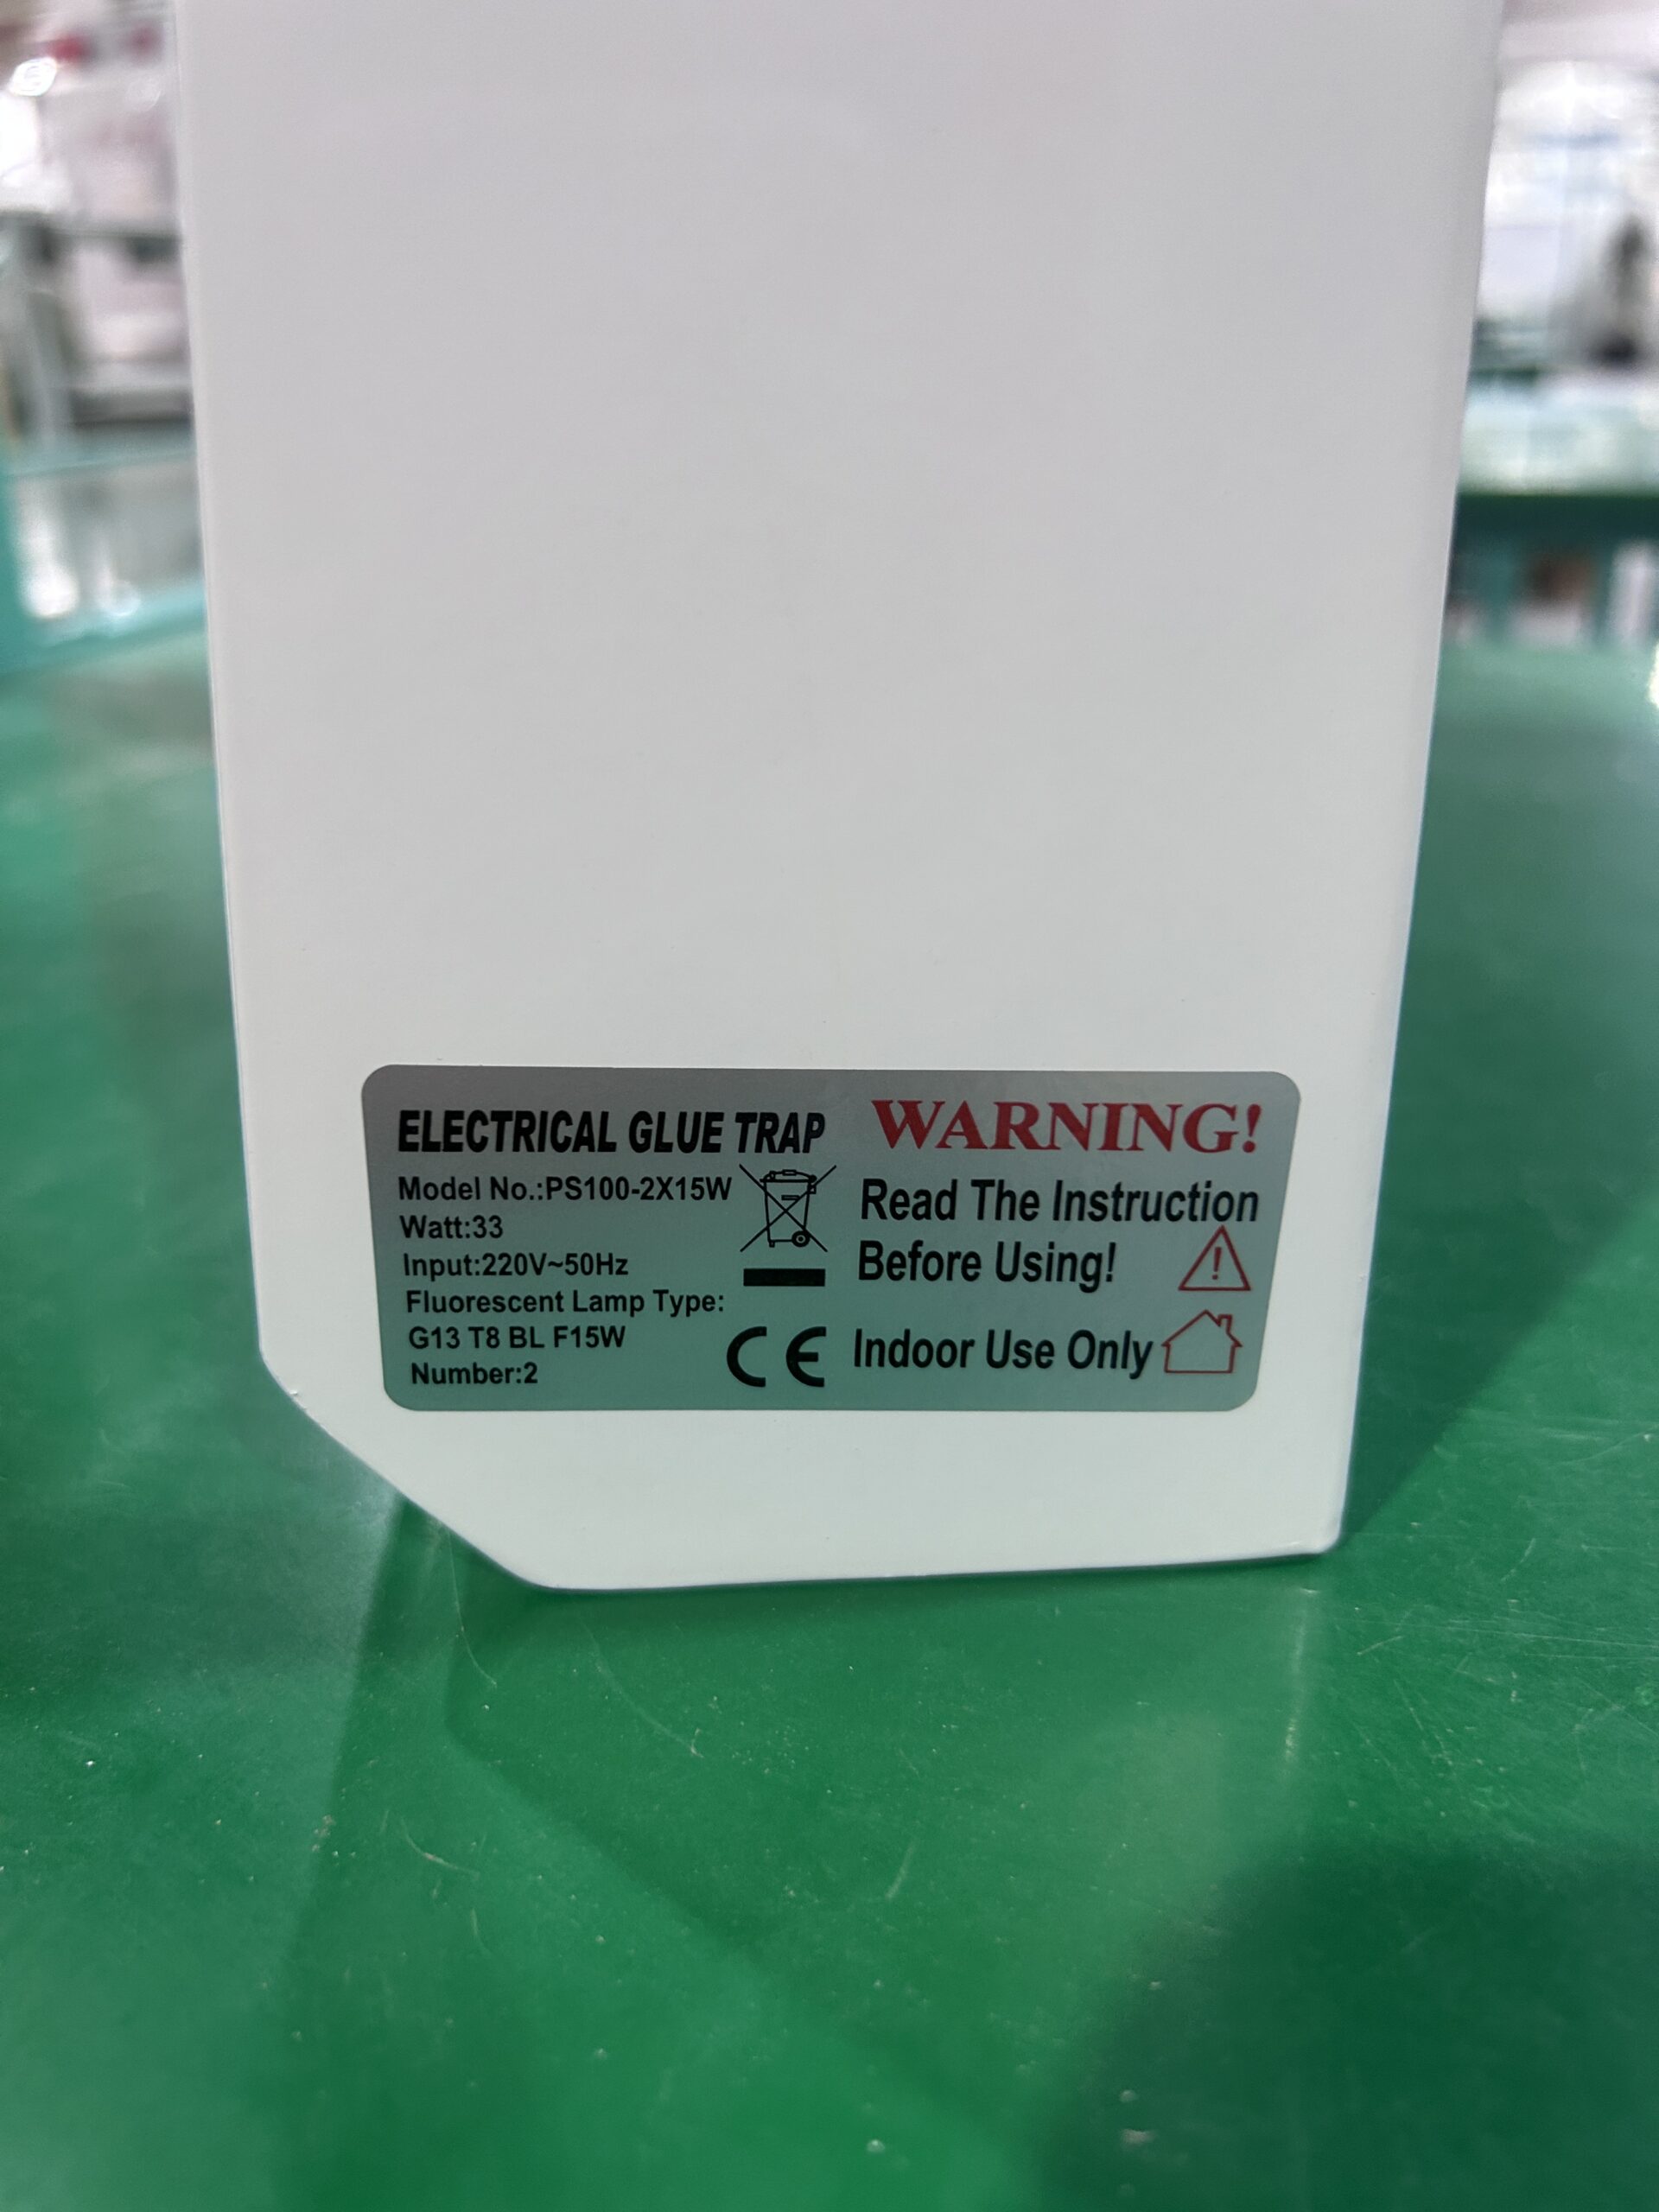 ELECTRICAL GLUE TRAP
Model No.:PS100-2X15W
Watt:33
Input:220V~50Hz
Fluorescent Lamp Type:
G13 T8 BL F15W
Number:2
CE
WARNING!
Read The Instruction
Before Using!
Indoor Use Only